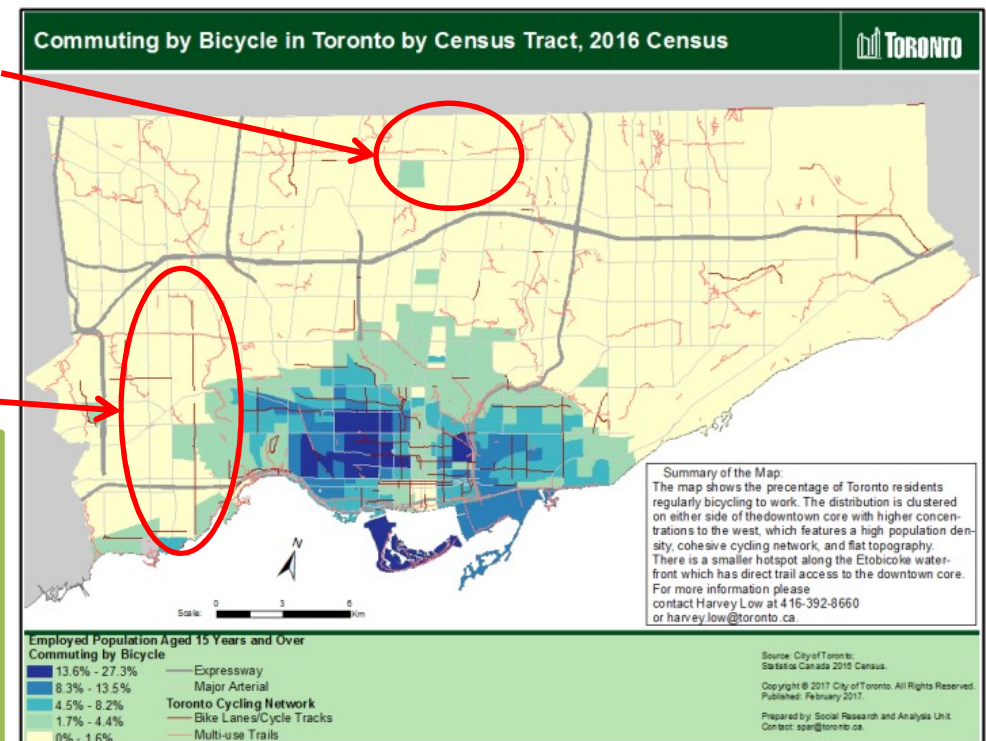 Commuting by Bicycle in Toronto by Census Tract, 2016 Census
TORONTO
Summary of the Map:
The map shows the precentage of Toronto residents
regularly bicycling to work. The distribution is clustered
on either side of thedowntown core with higher concen-
trations to the west, which features a high population den-
sity, cohesive cycling network, and flat topography.
There is a smaller hotspot along the Etobicoke water-
front which has direct trail access to the downtown core.
For more information please
contact Harvey Low at 416-392-8660
or harvey.low@toronto.ca.
N
Scale: 0 3 6 Km
Employed Population Aged 15 Years and Over
Commuting by Bicycle
13.6% - 27.3%
8.3% - 13.5%
4.5% - 8.2%
1.7% - 4.4%
0% - 1.6%
Expressway
Major Arterial
Toronto Cycling Network
Bike Lanes/Cycle Tracks
Multi-use Trails
Source: City of Toronto;
Statistics Canada 2016 Census.
Copyright © 2017 City of Toronto. All Rights Reserved.
Published: February 2017.
Prepared by: Social Research and Analysis Unit.
Contact: spar@toronto.ca.